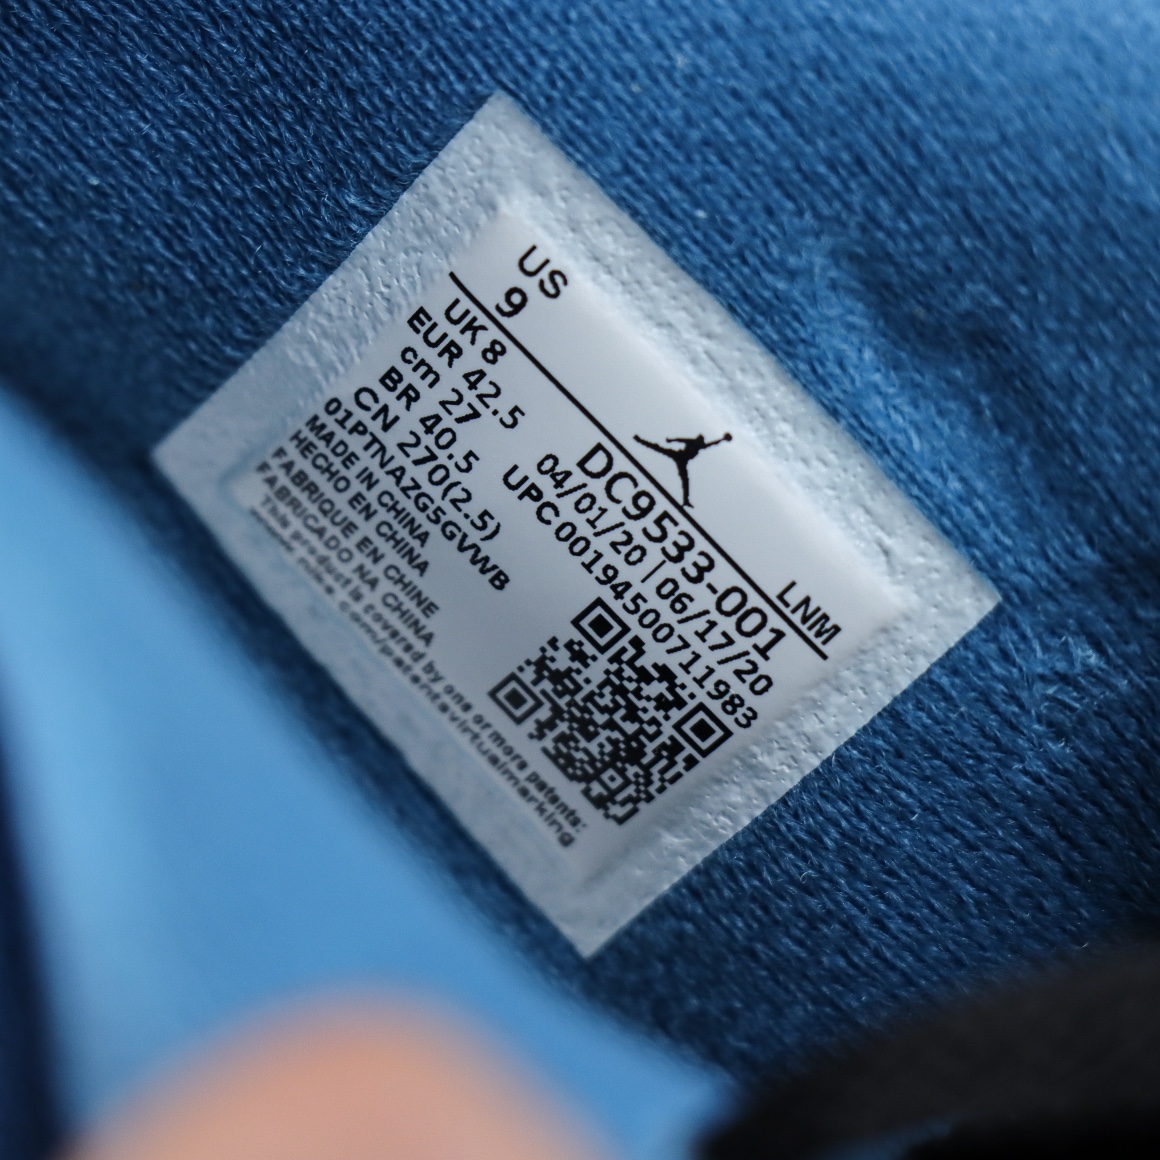 US
9
LNM
UK 8
EUR 42.5
cm 27
BR 40.5
CN 270(2.5)
DC9533-001
04/01/20 | 06/17/20
UPC 00194500711983
01PTNAZG5GVWB
MADE IN CHINA
HECHO EN CHINA
FABRIQUE EN CHINE
FABRICADO NA CHINA
This product is covered by one or more patents:
www.nike.com/patentsvirtualmarking